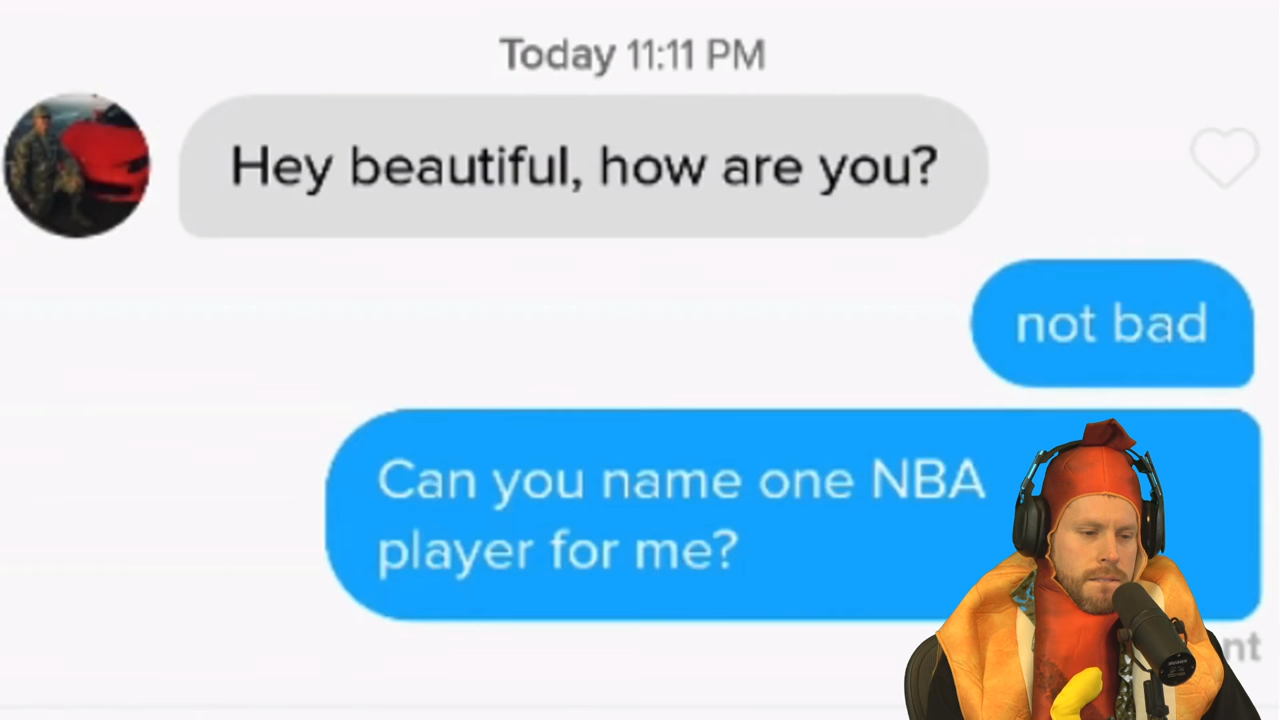 Today 11:11 PM
Hey beautiful, how are you?
not bad
Can you name one NBA
player for me?
nt